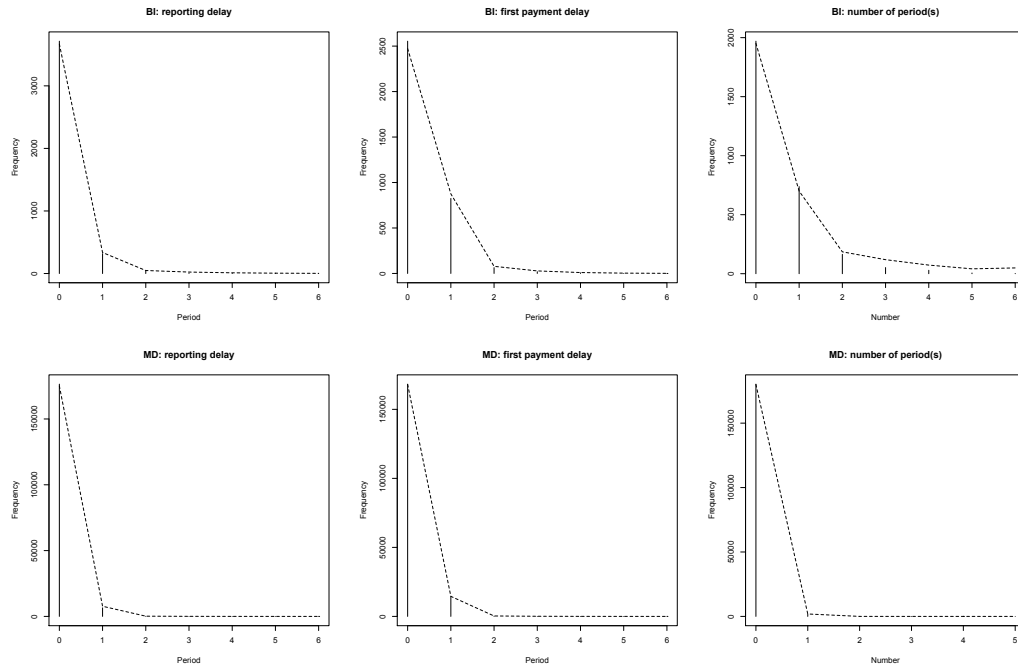 BI: reporting delay
Frequency
0 1000 2000 3000
0 1 2 3 4 5 6
Period
BI: first payment delay
Frequency
0 500 1000 1500 2000 2500
0 1 2 3 4 5 6
Period
BI: number of period(s)
Frequency
0 500 1000 1500 2000
0 1 2 3 4 5 6
Number
MD: reporting delay
Frequency
0 50000 100000 150000
0 1 2 3 4 5 6
Period
MD: first payment delay
Frequency
0 50000 100000 150000
0 1 2 3 4 5 6
Period
MD: number of period(s)
Frequency
0 50000 100000 150000
0 1 2 3 4 5
Number